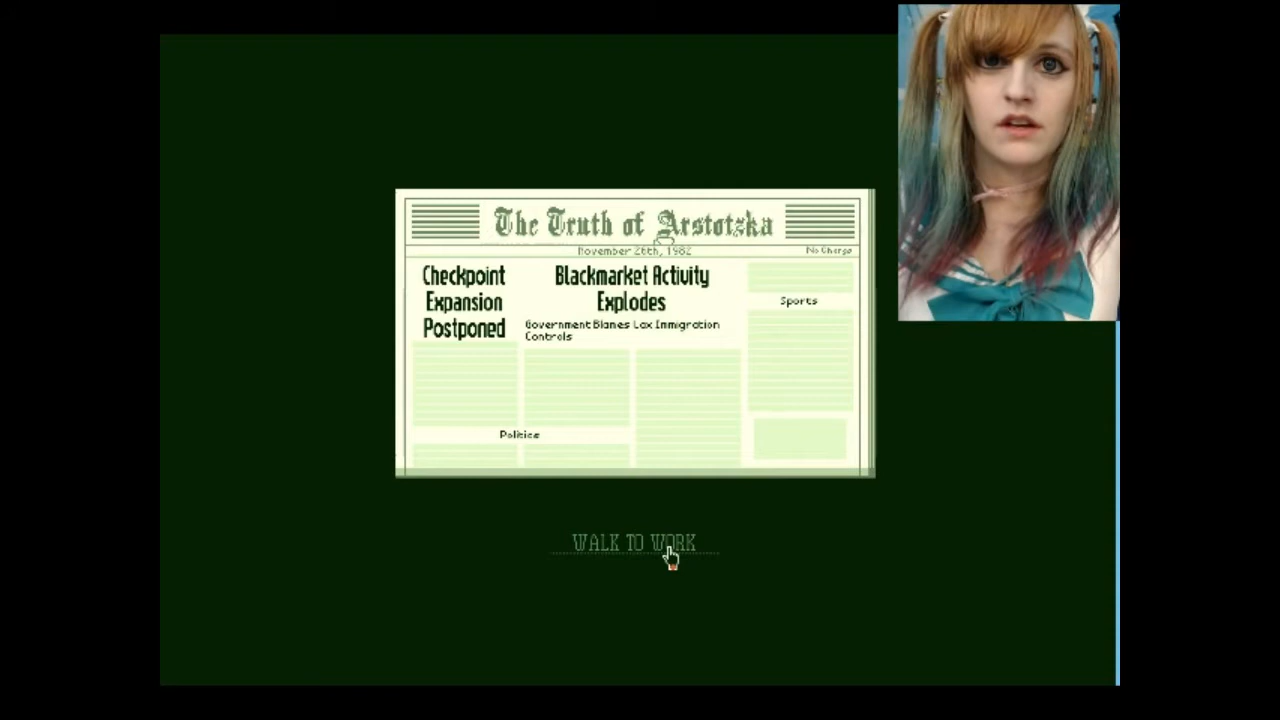 The Truth of Arstotzka
November 26th, 1982
No Charge
Checkpoint
Expansion
Postponed
Blackmarket Activity
Explodes
Government Blames Lax Immigration
Controls
Sports
Politics
WALK TO WORK